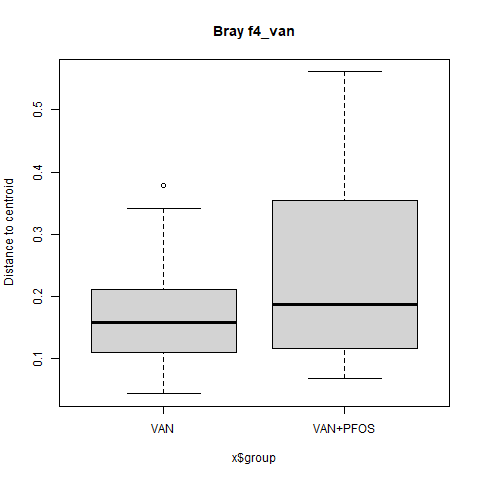 Bray f4_van
Distance to centroid
0.5
0.4
0.3
0.2
0.1
VAN
VAN+PFOS
x$group